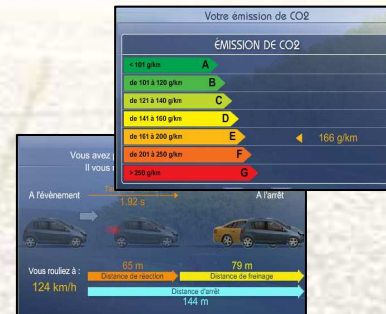 Votre émission de CO2
ÉMISSION DE CO2
< 101 g/km A
de 101 à 120 g/km B
de 121 à 140 g/km C
de 141 à 160 g/km D
de 161 à 200 g/km E
166 g/km
de 201 à 250 g/km F
> 250 g/km G
Vous avez
Il vous
A l'évènement
1.92 s
A l'arrêt
Vous rouliez à :
124 km/h
65 m
Distance de réaction
79 m
Distance de freinage
Distance d'arrêt
144 m